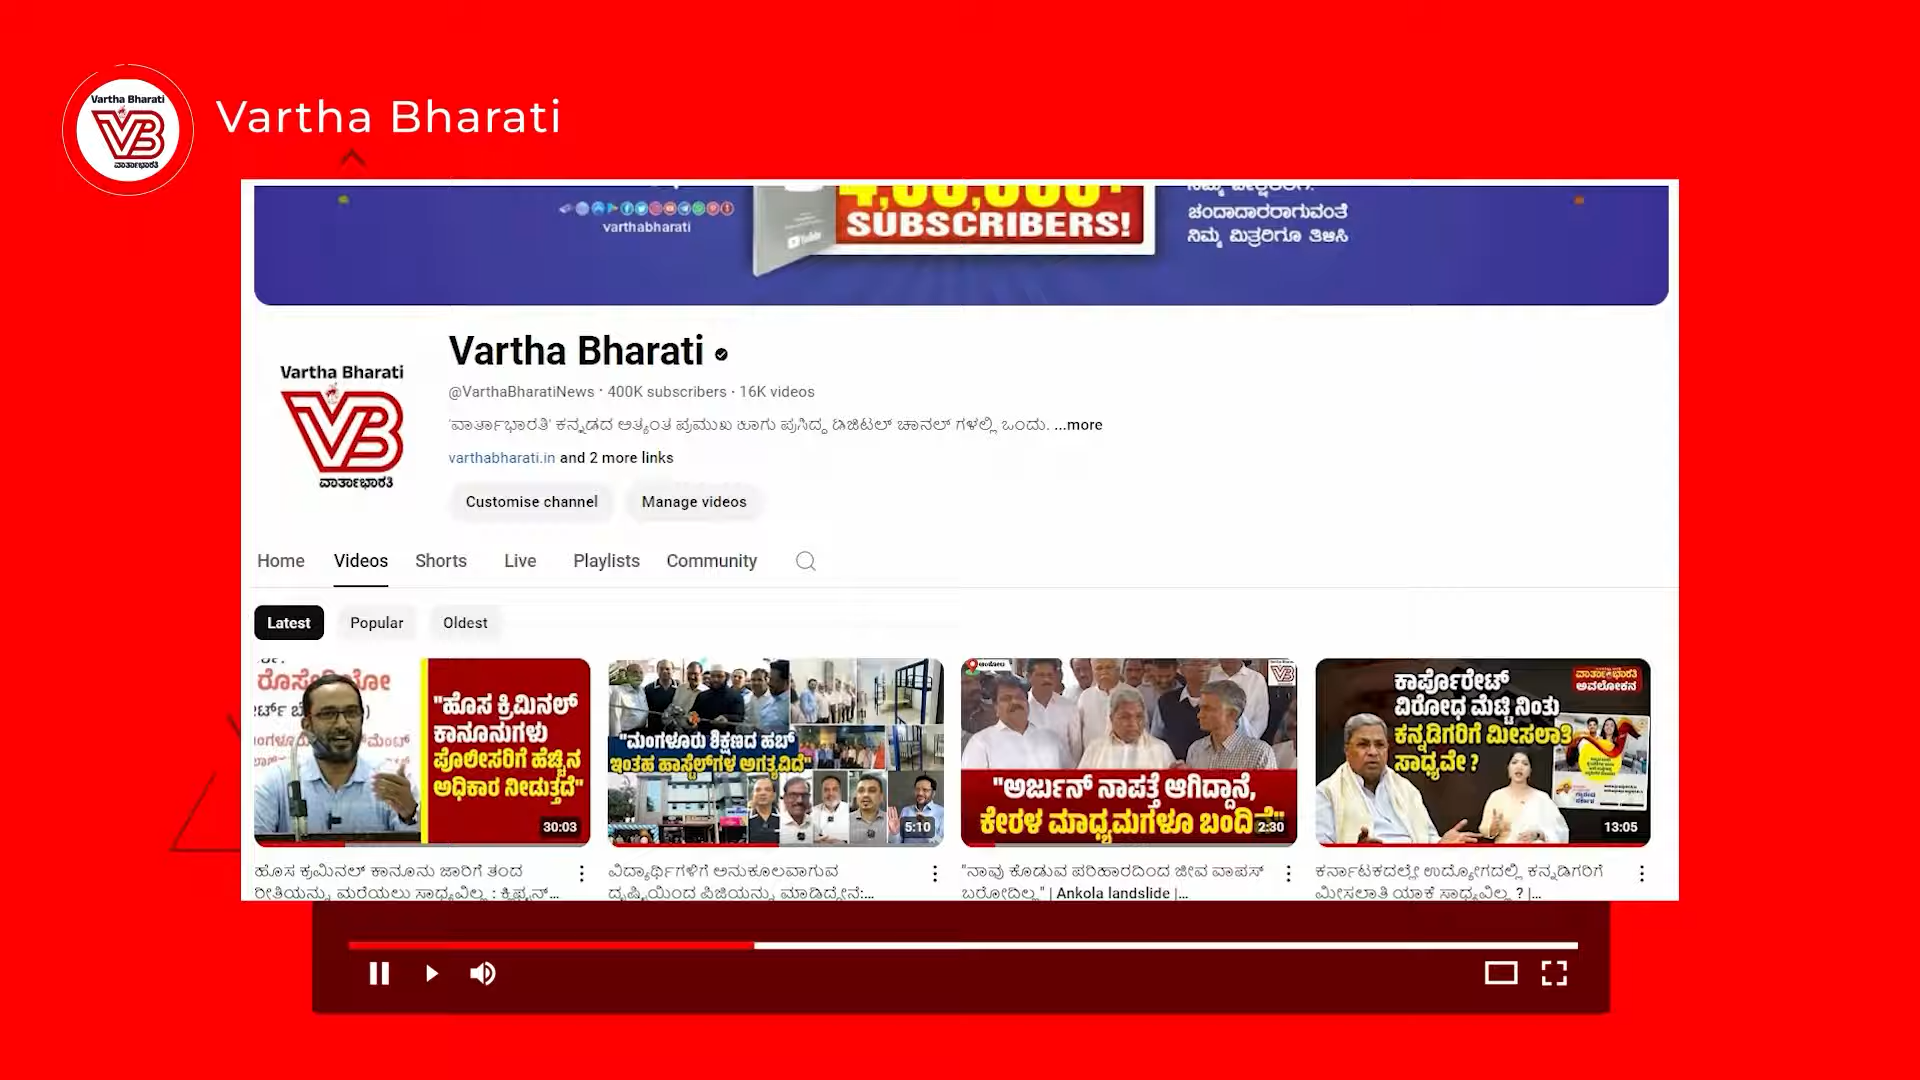 Vartha Bharati
Vartha Bharati
ವಾರ್ತಾಭಾರತಿ
SUBSCRIBERS!
varthabharati
YouTube
ಚಂದಾದಾರರಾಗುವಂತೆ
ನಿಮ್ಮ ಮಿತ್ರರಿಗೂ ತಿಳಿಸಿ
Vartha Bharati
ವಾರ್ತಾಭಾರತಿ
Vartha Bharati
@VarthaBharatiNews · 400K subscribers · 16K videos
'ವಾರ್ತಾಭಾರತಿ' ಕನ್ನಡದ ಅತ್ಯಂತ ಪ್ರಮುಖ ಹಾಗು ಪ್ರಸಿದ್ಧ ಡಿಜಿಟಲ್ ಚಾನಲ್ ಗಳಲ್ಲಿ ಒಂದು. ...more
varthabharati.in and 2 more links
Customise channel Manage videos
Home Videos Shorts Live Playlists Community
Latest Popular Oldest
"ಹೊಸ ಕ್ರಿಮಿನಲ್
ಕಾನೂನುಗಳು
ಪೊಲೀಸರಿಗೆ ಹೆಚ್ಚಿನ
ಅಧಿಕಾರ ನೀಡುತ್ತದೆ"
30:03
"ಮಂಗಳೂರು ಶಿಕ್ಷಣದ ಹಬ್
ಇಂತಹ ಹಾಸ್ಟೆಲ್‌ಗಳ ಅಗತ್ಯವಿದೆ"
5:10
ಅಂಕೋಲ
"ಅರ್ಜುನ್ ನಾಪತ್ತೆ ಆಗಿದ್ದಾನೆ,
ಕೇರಳ ಮಾಧ್ಯಮಗಳೂ ಬಂದಿವೆ"
2:30
ಕಾರ್ಪೊರೇಟ್
ವಿರೋಧ ಮೆಟ್ಟಿ ನಿಂತು
ಕನ್ನಡಿಗರಿಗೆ ಮೀಸಲಾತಿ
ಸಾಧ್ಯವೇ ?
ವಾರ್ತಾಭಾರತಿ
ಅವಲೋಕನ
13:05
ಹೊಸ ಕ್ರಮಿನಲ್ ಕಾನೂನು ಜಾರಿಗೆ ತಂದ
ರೀತಿಯನ್ನು ಮರೆಯಲು ಸಾಧ್ಯವಿಲ್ಲ :
ವಿದ್ಯಾರ್ಥಿಗಳಿಗೆ ಅನುಕೂಲವಾಗುವ
ದೃಷ್ಟಿಯಿಂದ ಪಿಜಿಯನ್ನು ಮಾಡಿದ್ದೇನೆ:...
"ನಾವು ಕೊಡುವ ಪರಿಹಾರದಿಂದ ಜೀವ ವಾಪಸ್
ಬರೋದಿಲ್ಲ" | Ankola landslide |...
ಕರ್ನಾಟಕದಲ್ಲೇ ಉದ್ಯೋಗದಲ್ಲಿ ಕನ್ನಡಿಗರಿಗೆ
ಮೀಸಲಾತಿ ಯಾಕೆ ಸಾಧ್ಯವಿಲ್ಲ ? |...